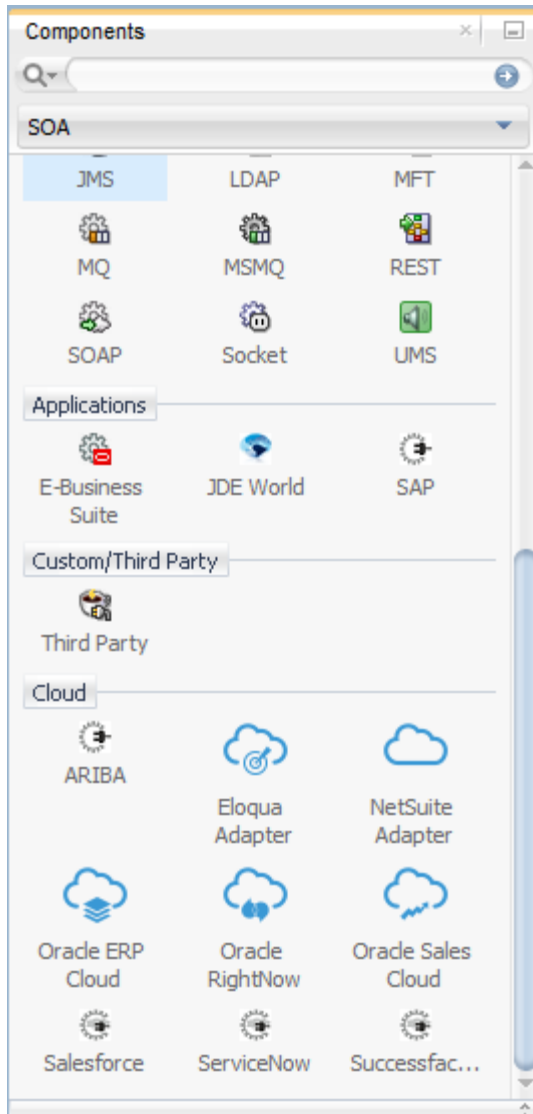 Components
SOA
JMS LDAP MFT
MQ MSMQ REST
SOAP Socket UMS
Applications
E-Business JDE World SAP
Suite
Custom/Third Party
Third Party
Cloud
ARIBA
Eloqua NetSuite
Adapter Adapter
Oracle ERP Oracle Oracle Sales
Cloud RightNow Cloud
Salesforce ServiceNow Successfac...